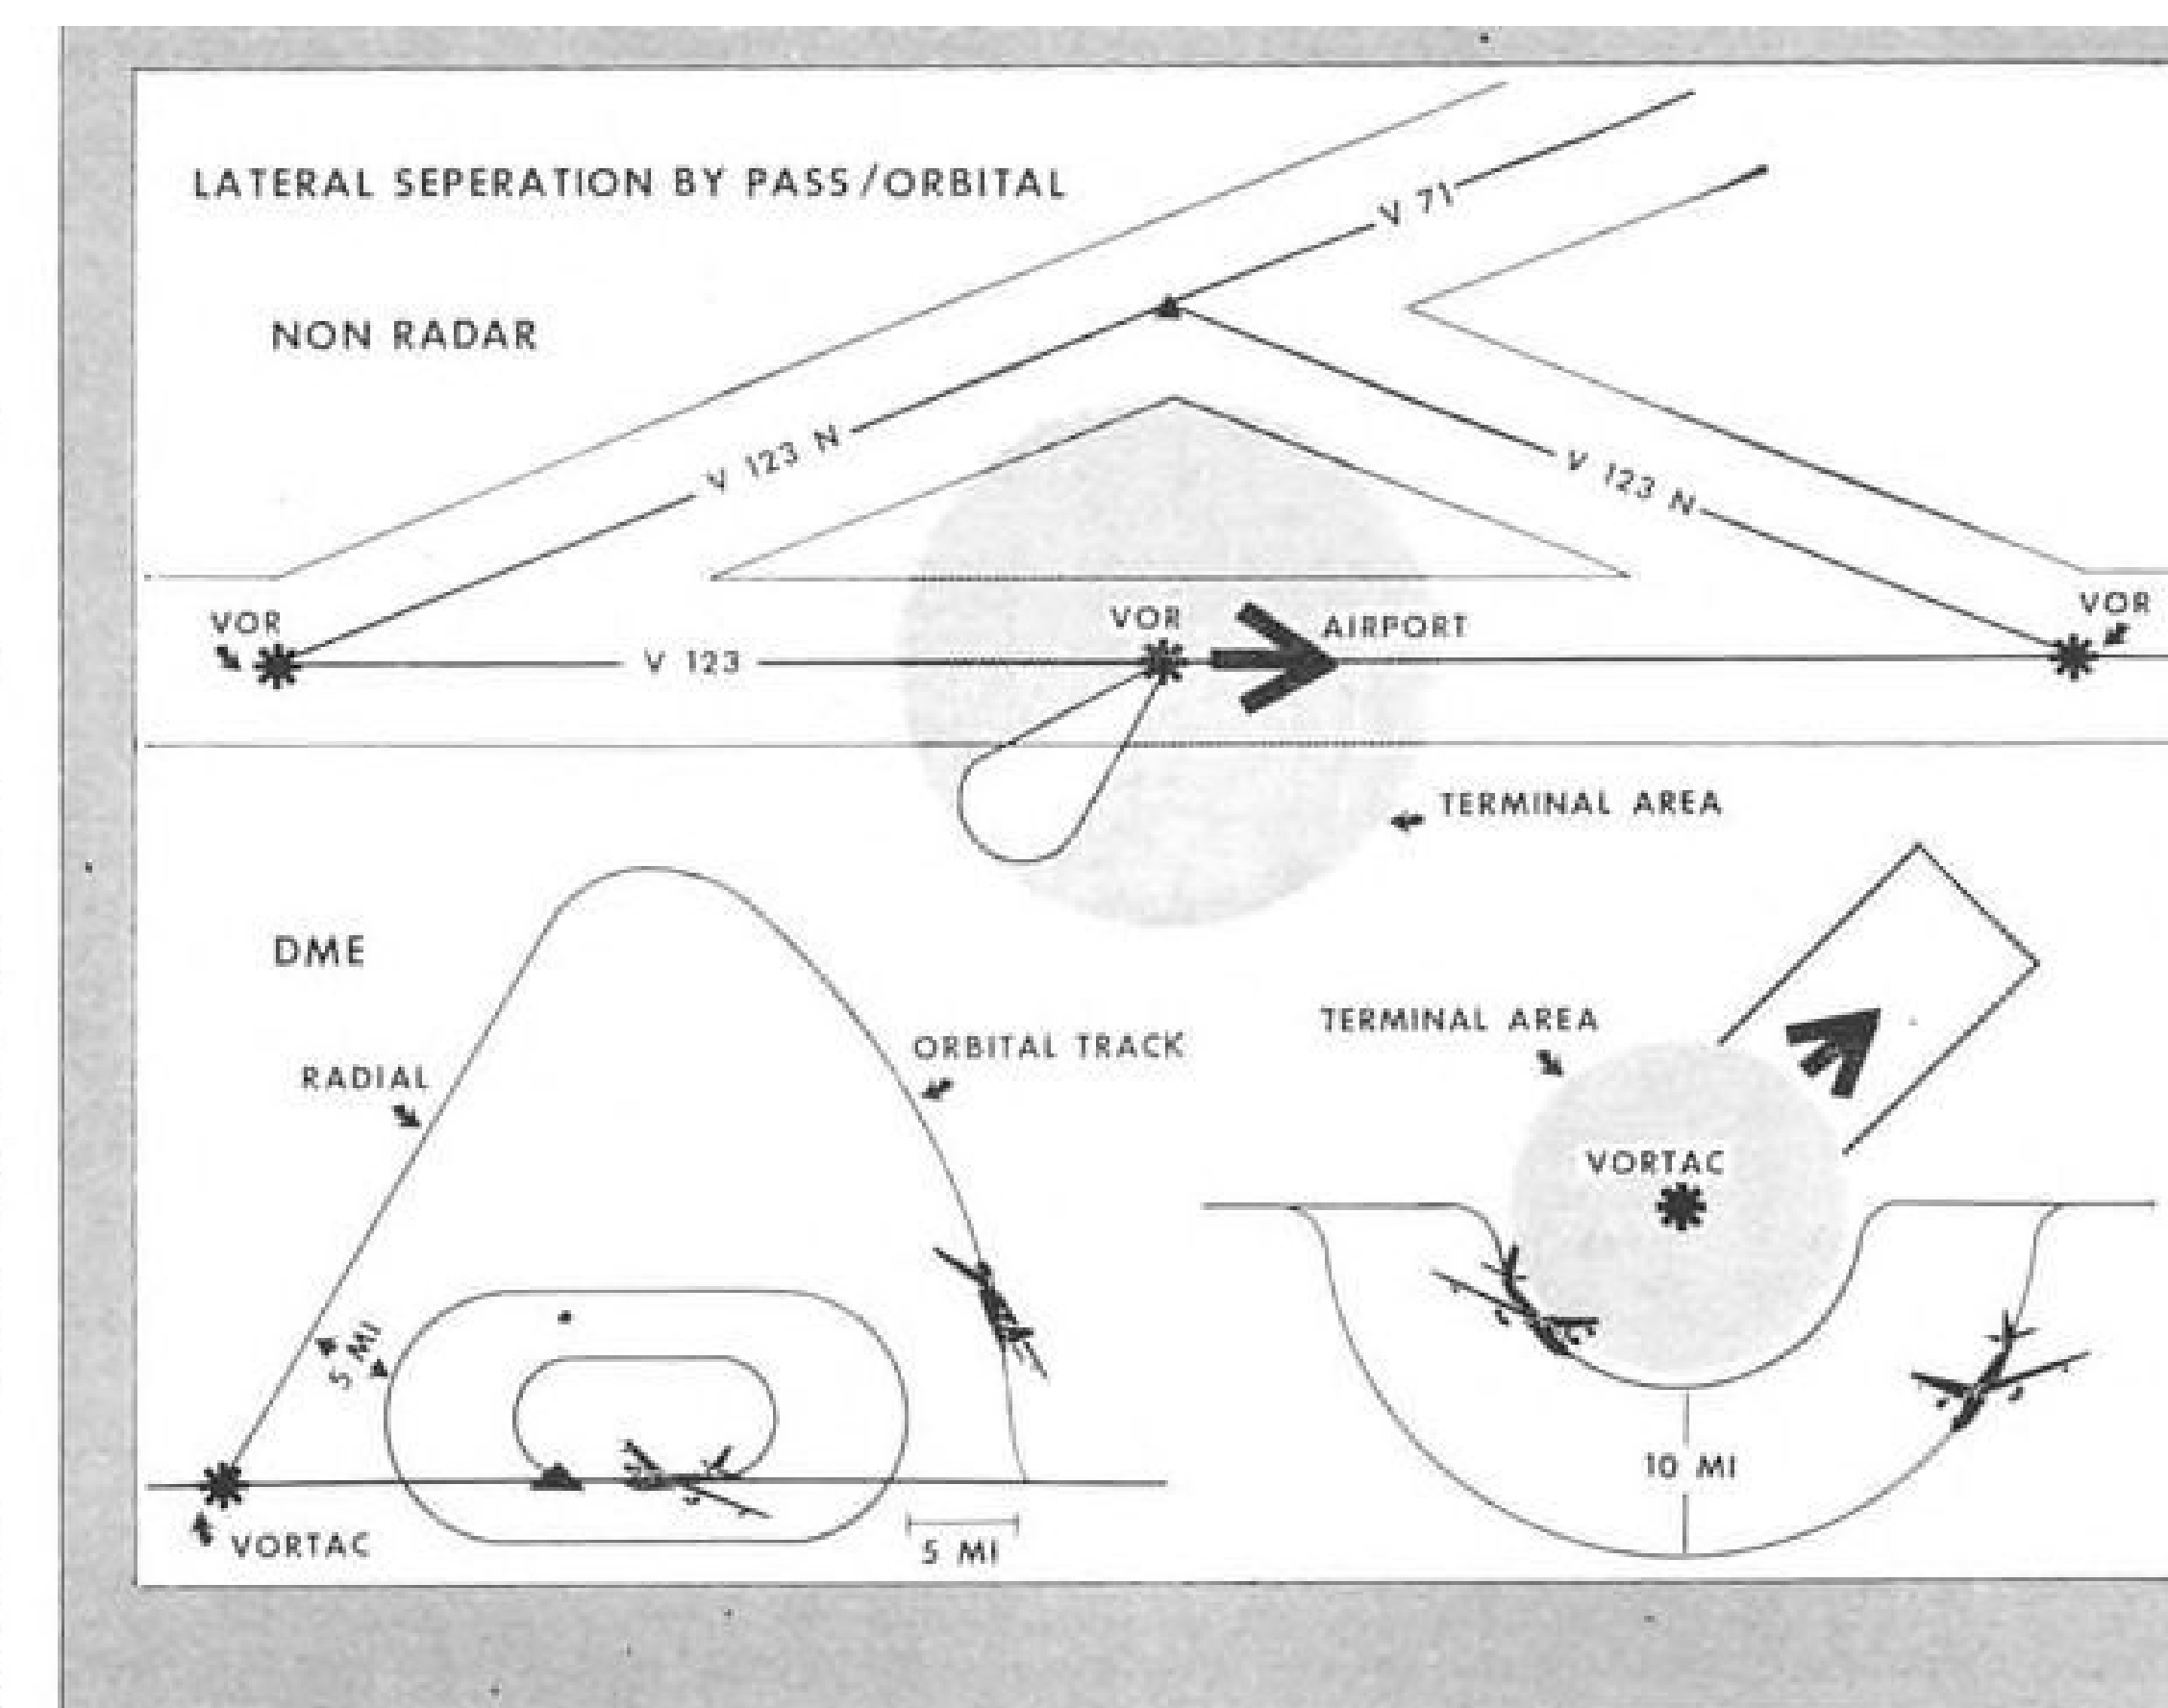 LATERAL SEPERATION BY PASS/ORBITAL
V 71
NON RADAR
V 123 N
V 123 N
VOR
VOR
AIRPORT
VOR
V 123
TERMINAL AREA
DME
TERMINAL AREA
ORBITAL TRACK
RADIAL
VORTAC
5 MI
10 MI
VORTAC
5 MI